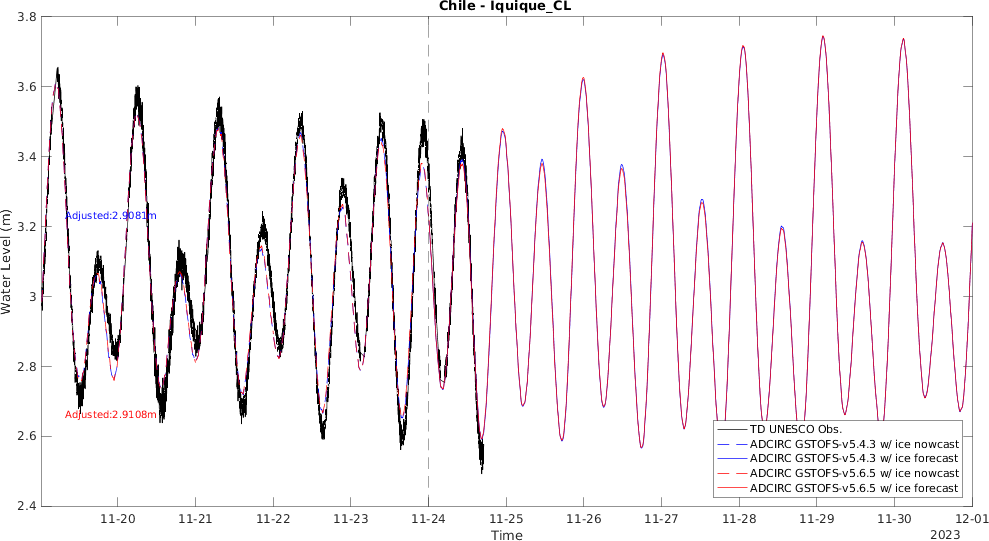 Chile - Iquique_CL
3.8
3.6
3.4
3.2
3
2.8
2.6
2.4
Water Level (m)
Adjusted:2.9081m
Adjusted:2.9108m
TD UNESCO Obs.
ADCIRC GSTOFS-v5.4.3 w/ ice nowcast
ADCIRC GSTOFS-v5.4.3 w/ ice forecast
ADCIRC GSTOFS-v5.6.5 w/ ice nowcast
ADCIRC GSTOFS-v5.6.5 w/ ice forecast
11-20 11-21 11-22 11-23 11-24 11-25 11-26 11-27 11-28 11-29 11-30 12-01
Time
2023